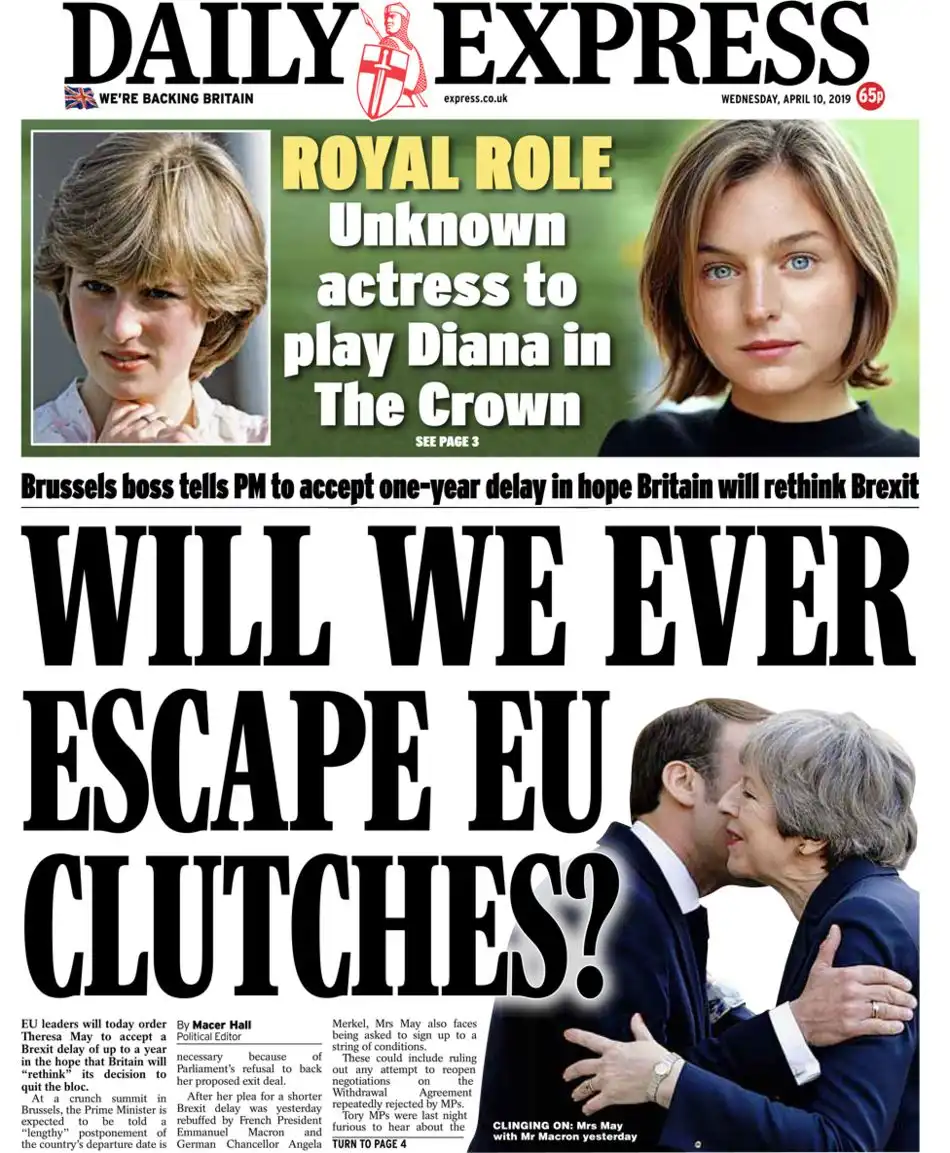 DAILY EXPRESS
WE'RE BACKING BRITAIN
express.co.uk
WEDNESDAY, APRIL 10, 2019
65p
ROYAL ROLE
Unknown
actress to
play Diana in
The Crown
SEE PAGE 3
Brussels boss tells PM to accept one-year delay in hope Britain will rethink Brexit
WILL WE EVER
ESCAPE EU
CLUTCHES?
EU leaders will today order
Theresa May to accept a
Brexit delay of up to a year
in the hope that Britain will
“rethink” its decision to
quit the bloc.
At a crunch summit in
Brussels, the Prime Minister is
expected to be told a
“lengthy” postponement of
the country's departure date is
By Macer Hall
Political Editor
necessary because of
Parliament's refusal to back
her proposed exit deal.
After her plea for a shorter
Brexit delay was yesterday
rebuffed by French President
Emmanuel Macron and
German Chancellor Angela
Merkel, Mrs May also faces
being asked to sign up to a
string of conditions.
These could include ruling
out any attempt to reopen
negotiations on the
Withdrawal Agreement
repeatedly rejected by MPs.
Tory MPs were last night
furious to hear about the
TURN TO PAGE 4
CLINGING ON: Mrs May
with Mr Macron yesterday